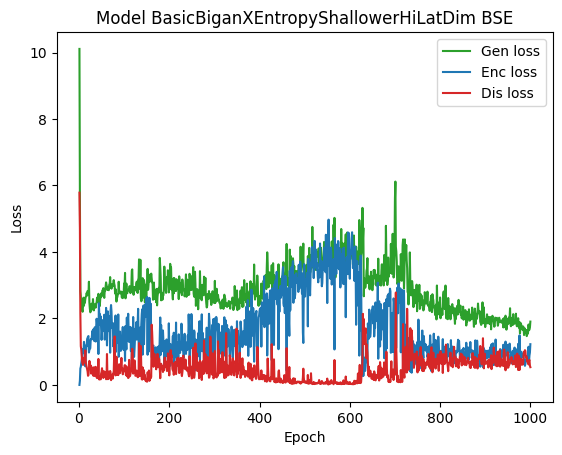 Model BasicBiganXEntropyShallowerHiLatDim BSE
Gen loss
Enc loss
Dis loss
10
8
6
4
2
0
Loss
0 200 400 600 800 1000
Epoch